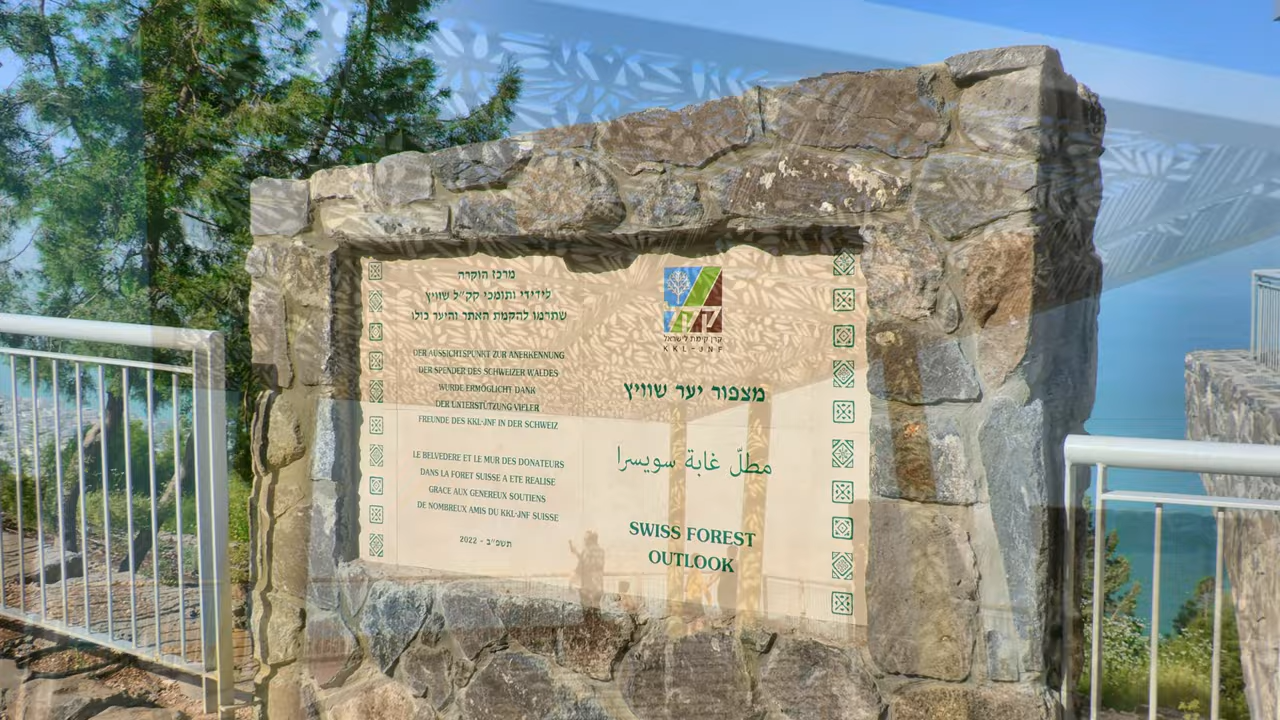 מרכז הוקרה
לידידי ותומכי קק״ל שוויץ
שתרמו להקמת האתר והיער כולו
DER AUSSICHTSPUNKT ZUR ANERKENNUNG
DER SPENDER DES SCHWEIZER WALDES
WURDE ERMÖGLICHT DANK
DER UNTERSTÜTZUNG VIELER
FREUNDE DES KKL-JNF IN DER SCHWEIZ
LE BELVEDERE ET LE MUR DES DONATEURS
DANS LA FORET SUISSE A ETE REALISE
GRACE AUX GENEREUX SOUTIENS
DE NOMBREUX AMIS DU KKL-JNF SUISSE
תשפ״ב - 2022
קרן קימת לישראל
KKL-JNF
מצפור יער שוויץ
مطلّ غابة سويسرا
SWISS FOREST
OUTLOOK